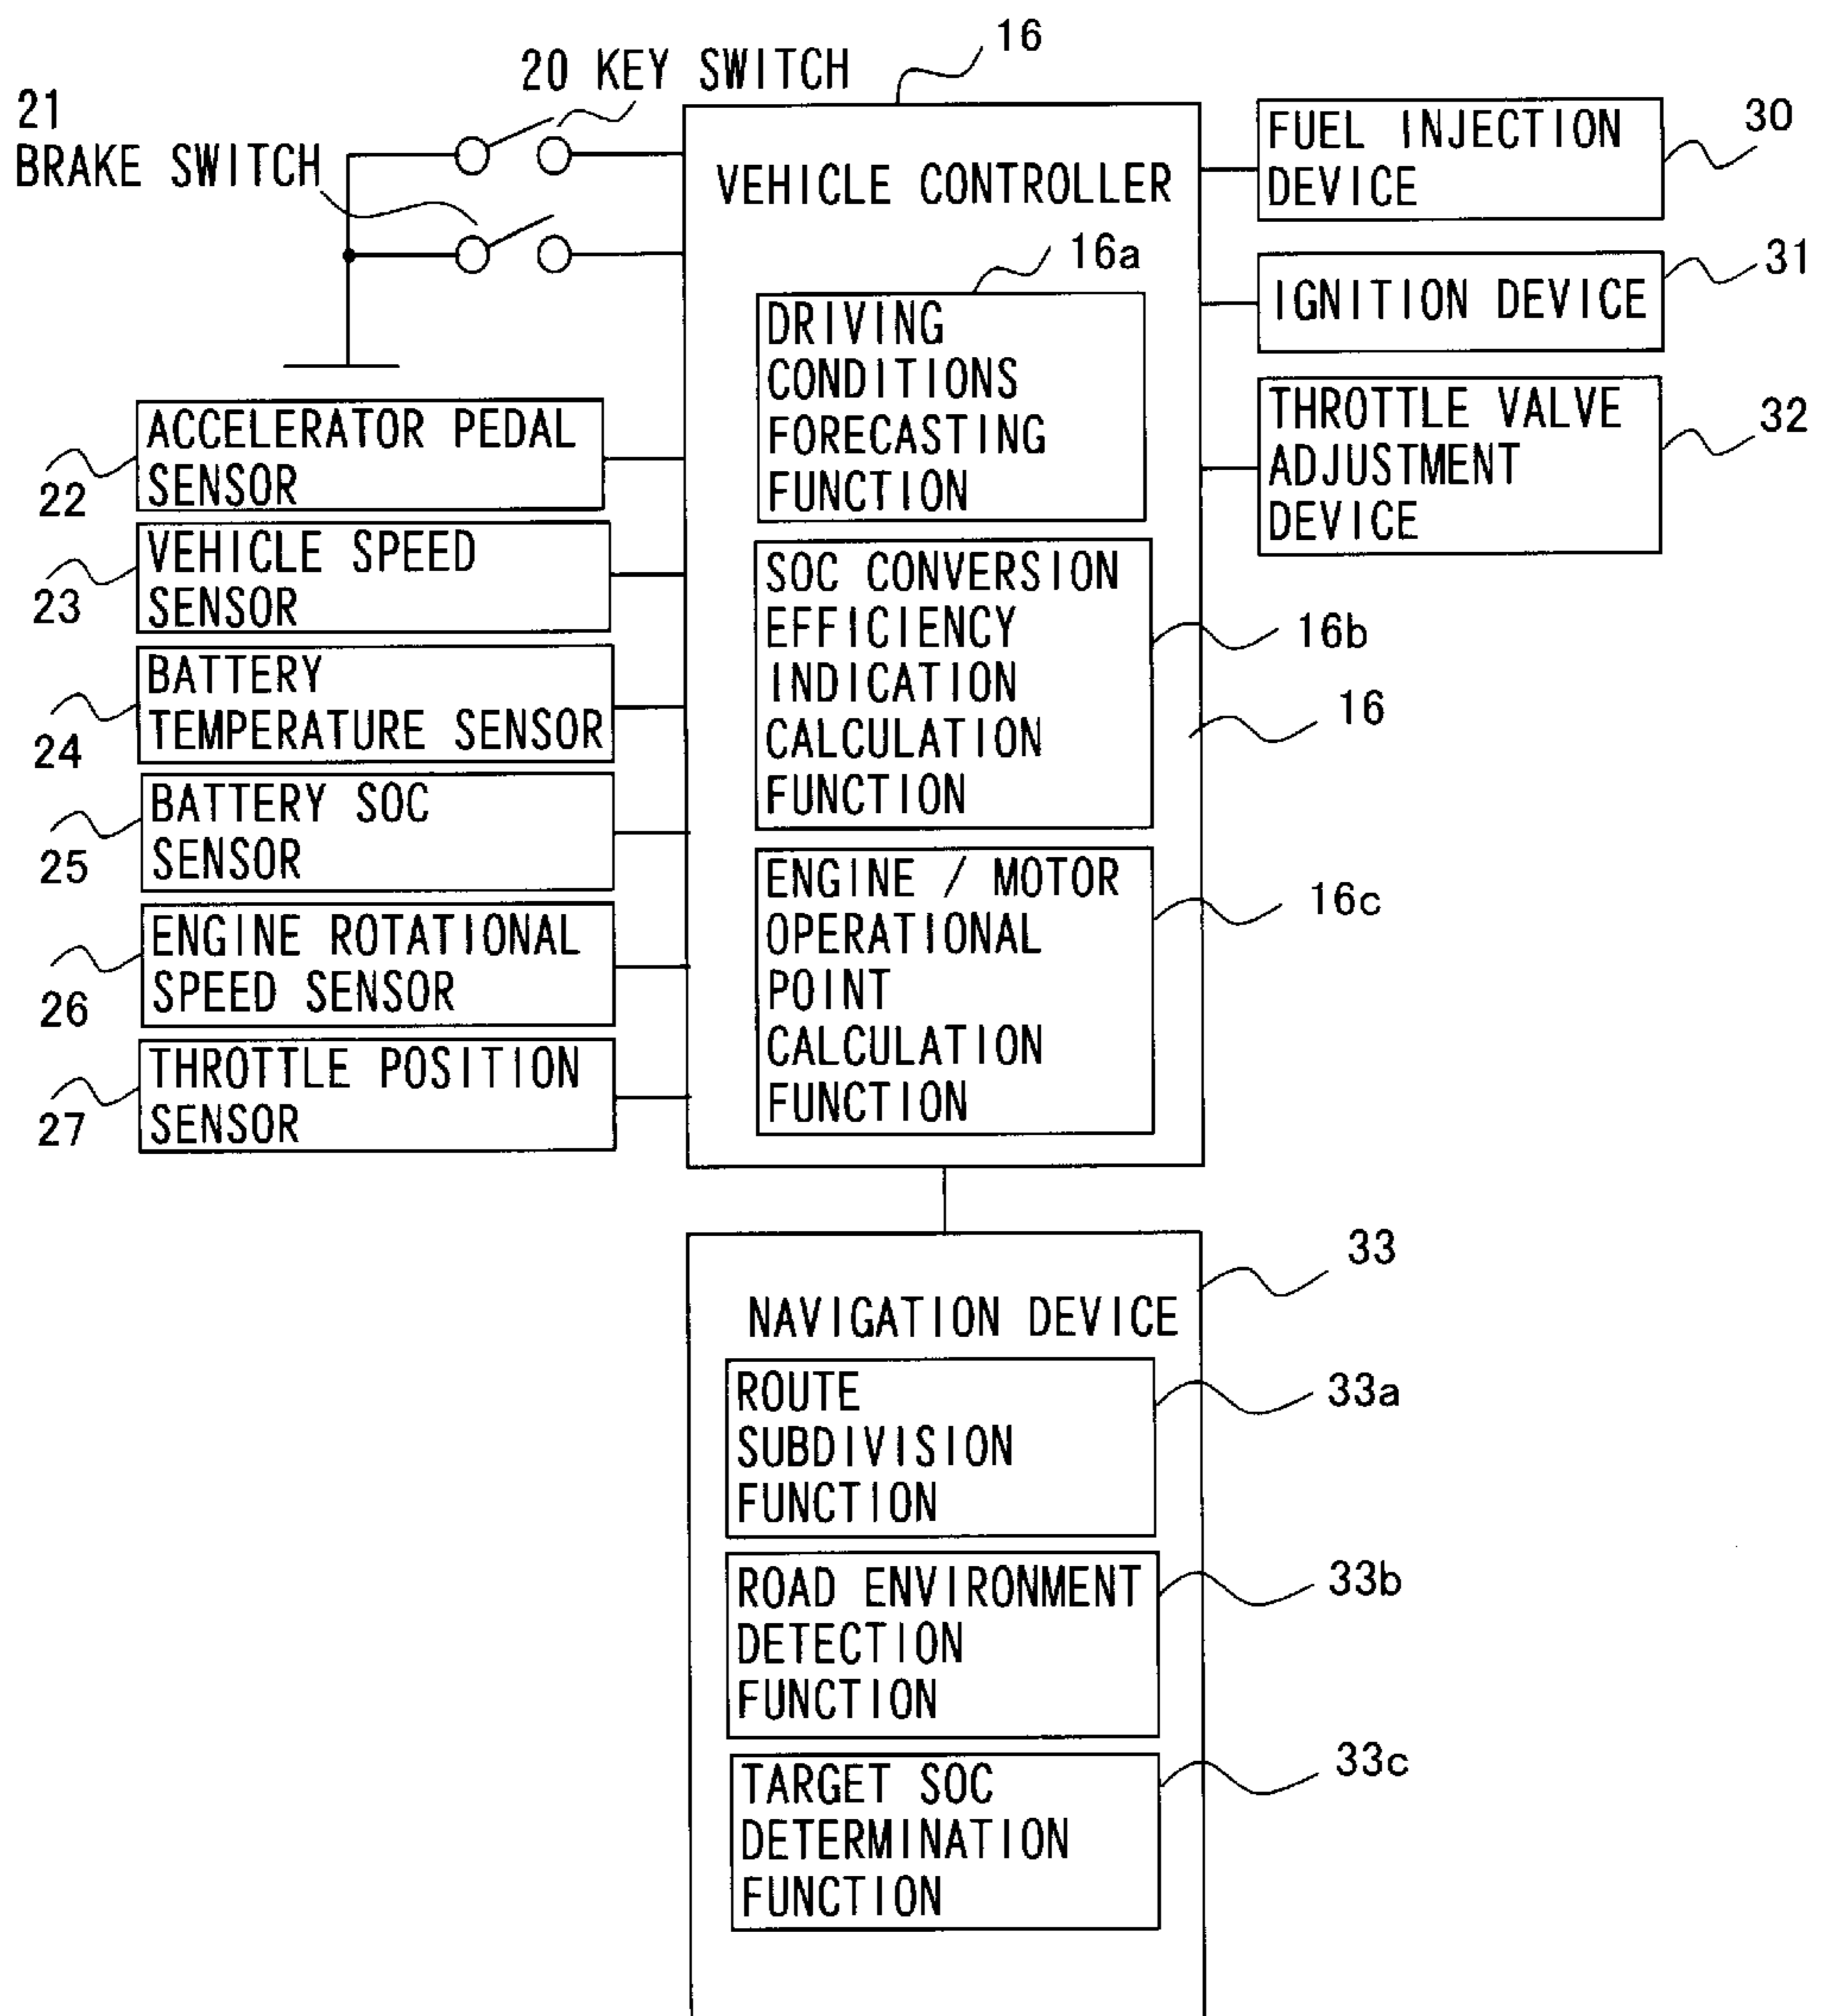 16
20 KEY SWITCH
21
BRAKE SWITCH
VEHICLE CONTROLLER
16a
DRIVING
CONDITIONS
FORECASTING
FUNCTION
SOC CONVERSION
EFFICIENCY
INDICATION
CALCULATION
FUNCTION
16b
16
ENGINE / MOTOR
OPERATIONAL
POINT
CALCULATION
FUNCTION
16c
FUEL INJECTION
DEVICE
30
IGNITION DEVICE
31
THROTTLE VALVE
ADJUSTMENT
DEVICE
32
ACCELERATOR PEDAL
SENSOR
22
VEHICLE SPEED
SENSOR
23
BATTERY
TEMPERATURE SENSOR
24
BATTERY SOC
SENSOR
25
ENGINE ROTATIONAL
SPEED SENSOR
26
THROTTLE POSITION
SENSOR
27
33
NAVIGATION DEVICE
ROUTE
SUBDIVISION
FUNCTION
33a
ROAD ENVIRONMENT
DETECTION
FUNCTION
33b
TARGET SOC
DETERMINATION
FUNCTION
33c